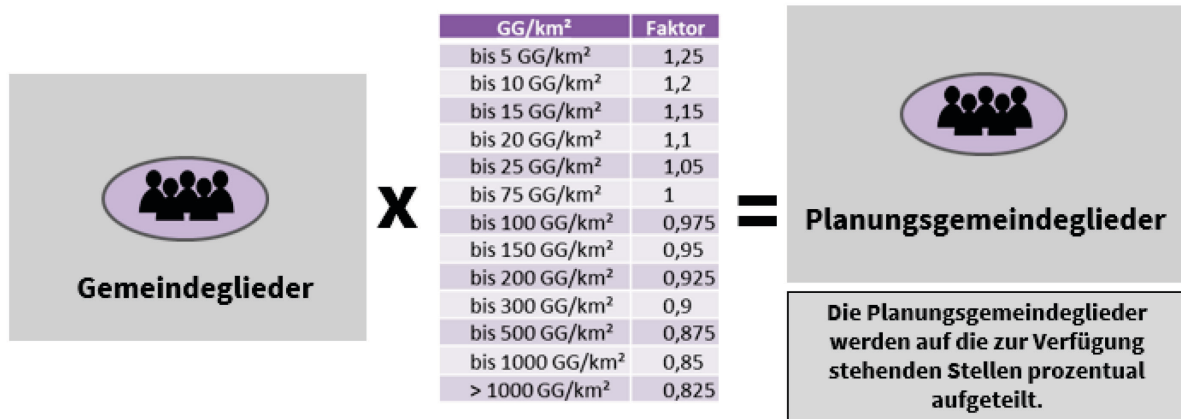 Gemeindeglieder
x
GG/km² Faktor
bis 5 GG/km² 1,25
bis 10 GG/km² 1,2
bis 15 GG/km² 1,15
bis 20 GG/km² 1,1
bis 25 GG/km² 1,05
bis 75 GG/km² 1
bis 100 GG/km² 0,975
bis 150 GG/km² 0,95
bis 200 GG/km² 0,925
bis 300 GG/km² 0,9
bis 500 GG/km² 0,875
bis 1000 GG/km² 0,85
> 1000 GG/km² 0,825
=
Planungsgemeindeglieder
Die Planungsgemeindeglieder
werden auf die zur Verfügung
stehenden Stellen prozentual
aufgeteilt.